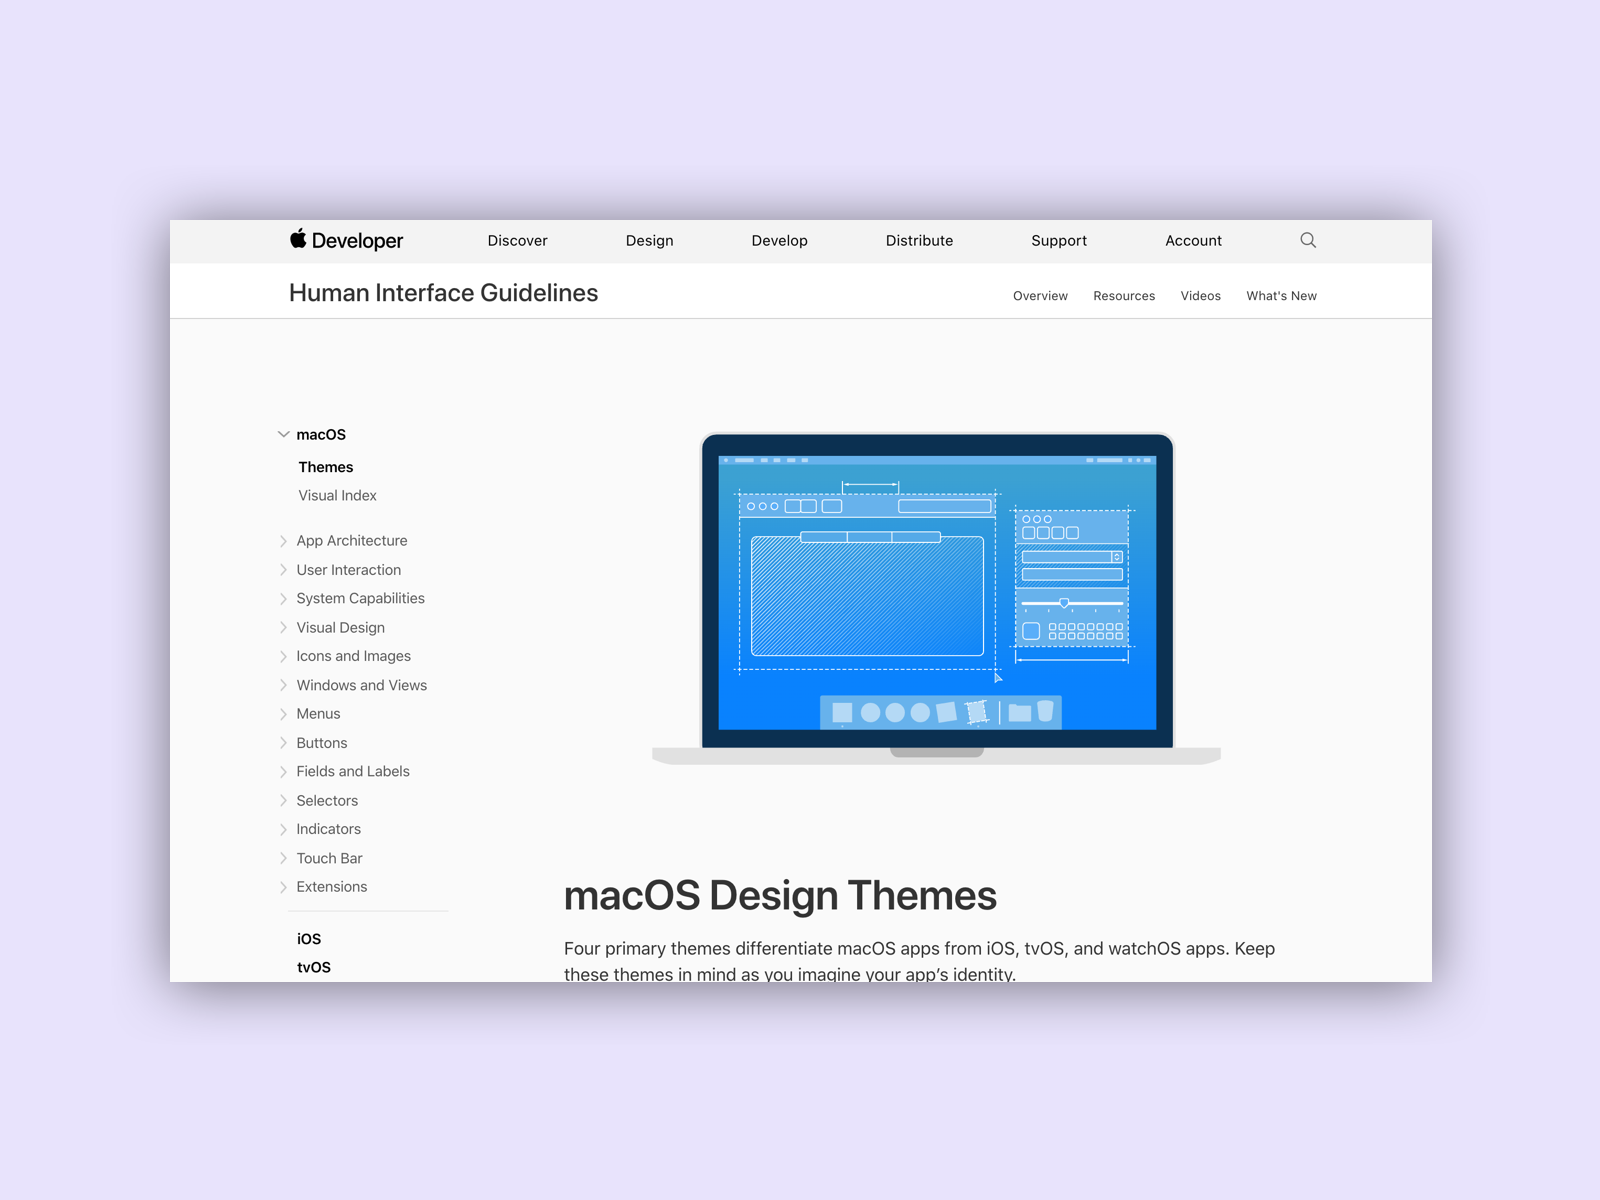 Developer
Discover
Design
Develop
Distribute
Support
Account
Human Interface Guidelines
Overview
Resources
Videos
What's New
macOS
Themes
Visual Index
App Architecture
User Interaction
System Capabilities
Visual Design
Icons and Images
Windows and Views
Menus
Buttons
Fields and Labels
Selectors
Indicators
Touch Bar
Extensions
iOS
tvOS
macOS Design Themes
Four primary themes differentiate macOS apps from iOS, tvOS, and watchOS apps. Keep
these themes in mind as you imagine your app’s identity.